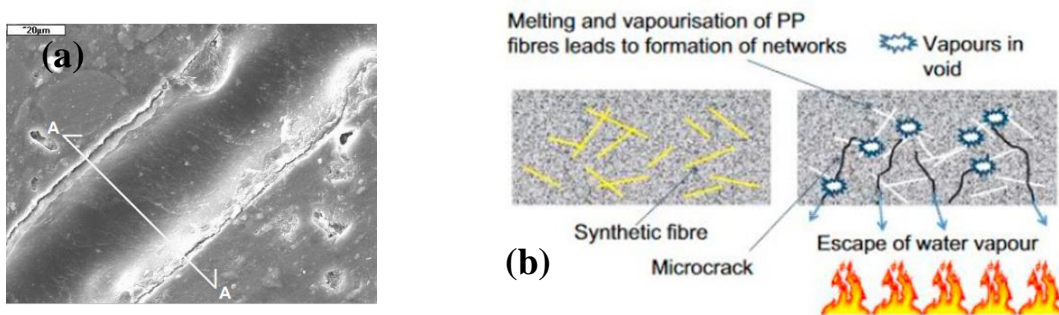 20μm
(a)
A
A
Melting and vapourisation of PP
fibres leads to formation of networks
Vapours in
void
Synthetic fibre
Microcrack
Escape of water vapour
(b)